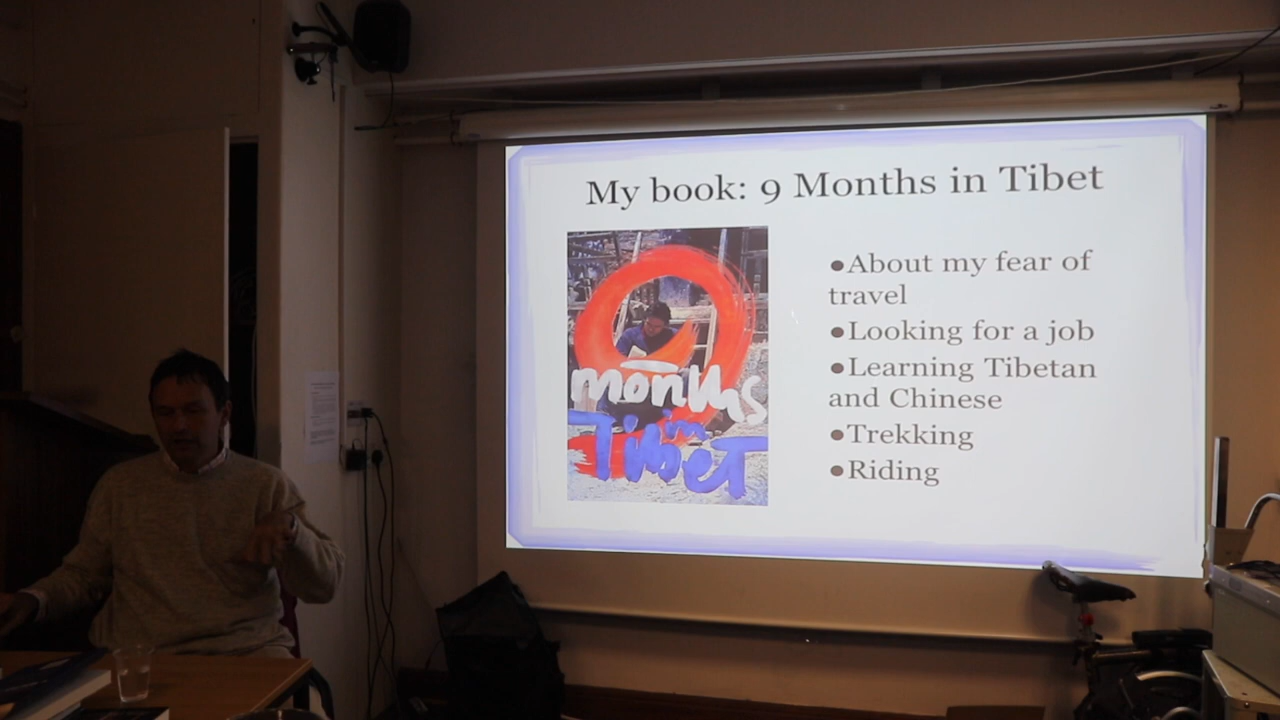 My book: 9 Months in Tibet
9
months
in
Tibet
●About my fear of
travel
●Looking for a job
●Learning Tibetan
and Chinese
●Trekking
●Riding